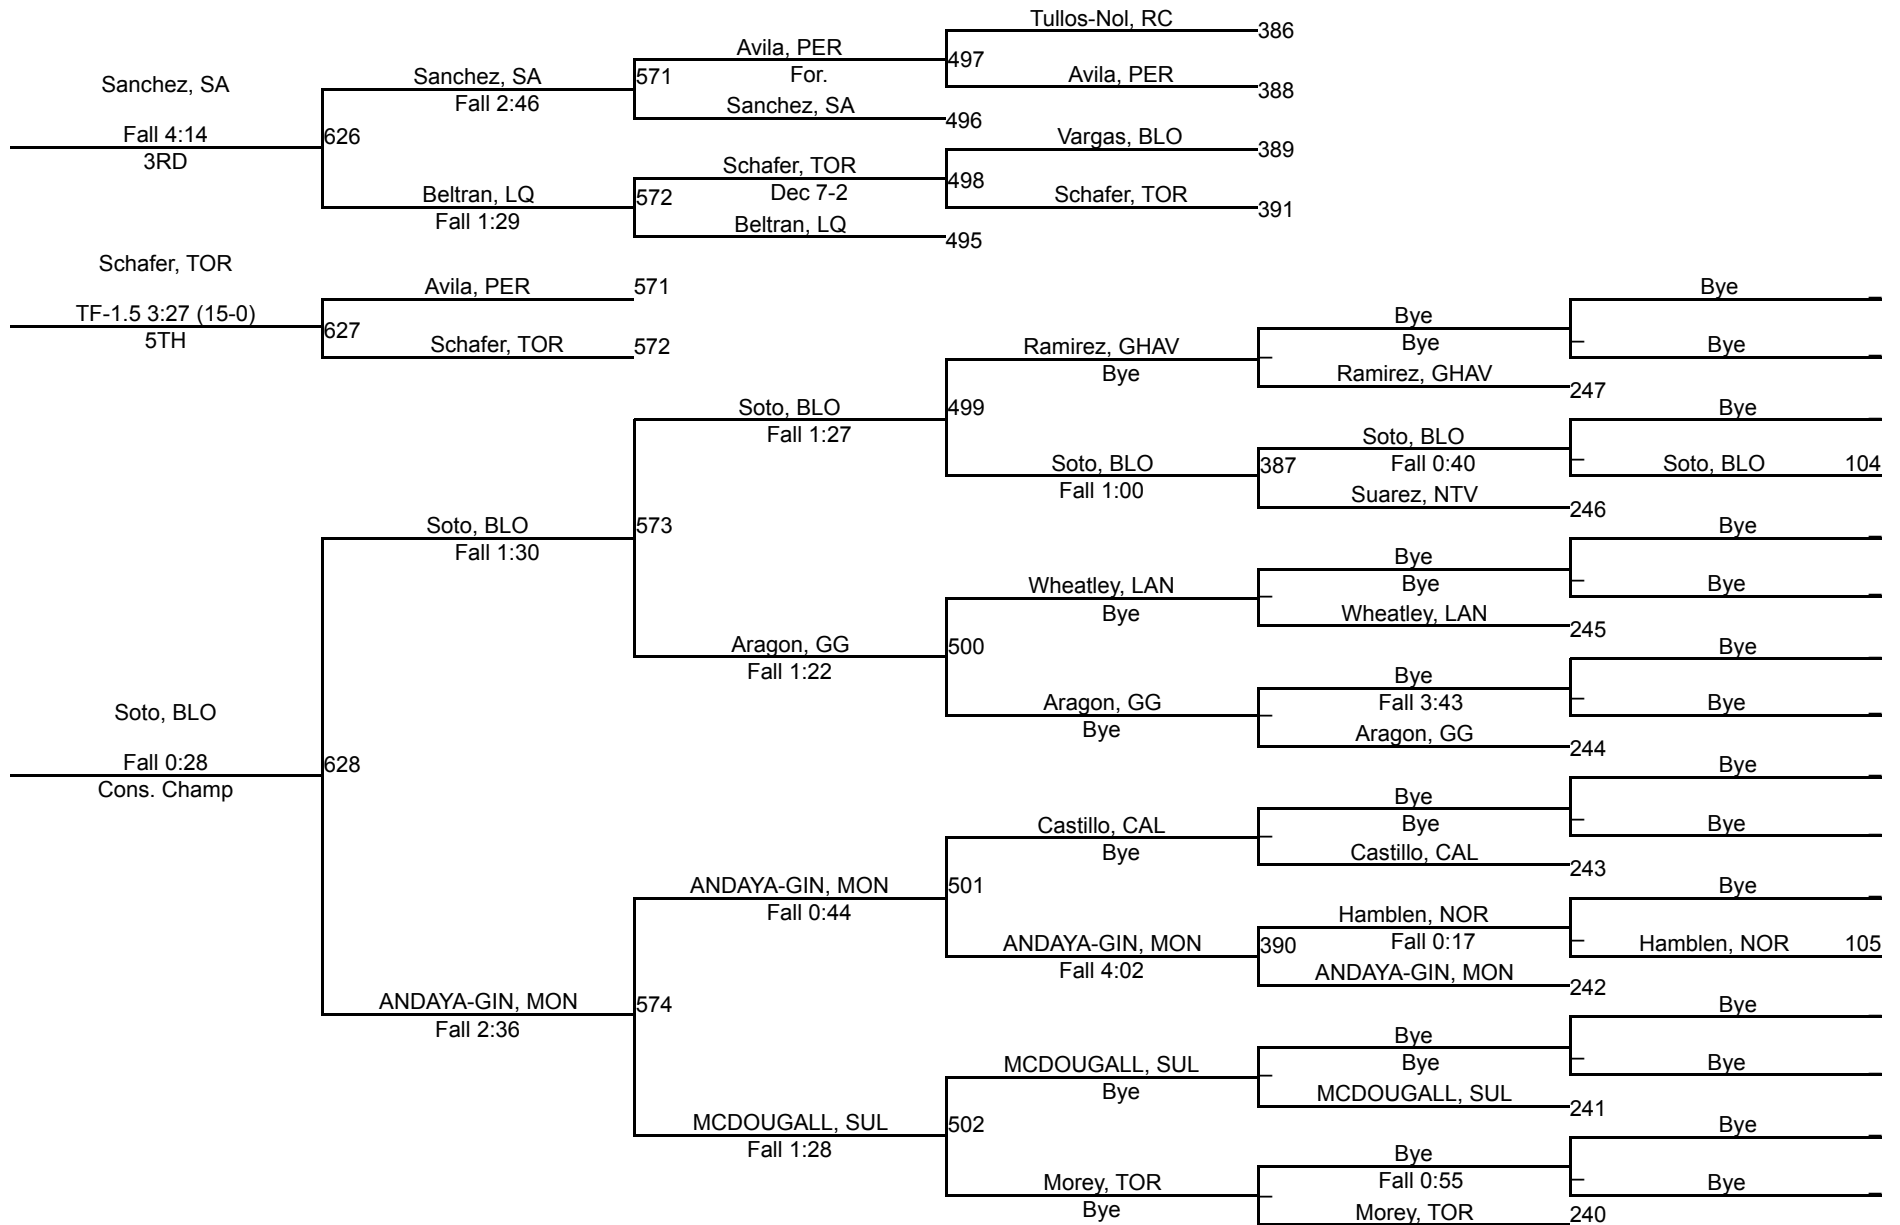 Tullos-Nol, RC
386
Avila, PER
497
For.
Avila, PER
388
Sanchez, SA
Sanchez, SA
571
Fall 2:46
Sanchez, SA
496
Fall 4:14
626
3RD
Vargas, BLO
389
Schafer, TOR
498
Dec 7-2
Schafer, TOR
391
Beltran, LQ
572
Fall 1:29
Beltran, LQ
495
Schafer, TOR
Avila, PER
571
TF-1.5 3:27 (15-0)
627
5TH
Schafer, TOR
572
Bye
Bye
Bye
Bye
Ramirez, GHAV
Bye
Ramirez, GHAV
247
Soto, BLO
499
Fall 1:27
Bye
Soto, BLO
Fall 0:40
Soto, BLO
104
Soto, BLO
387
Fall 1:00
Suarez, NTV
246
Soto, BLO
573
Fall 1:30
Bye
Bye
Bye
Bye
Wheatley, LAN
Bye
Wheatley, LAN
245
Aragon, GG
500
Fall 1:22
Bye
Bye
Fall 3:43
Bye
Aragon, GG
Bye
Aragon, GG
244
Soto, BLO
Fall 0:28
628
Cons. Champ
Bye
Bye
Bye
Bye
Castillo, CAL
Bye
Castillo, CAL
243
ANDAYA-GIN, MON
501
Fall 0:44
Bye
Hamblen, NOR
Fall 0:17
Hamblen, NOR
105
ANDAYA-GIN, MON
390
Fall 4:02
ANDAYA-GIN, MON
242
ANDAYA-GIN, MON
574
Fall 2:36
Bye
Bye
Bye
Bye
MCDOUGALL, SUL
Bye
MCDOUGALL, SUL
241
MCDOUGALL, SUL
502
Fall 1:28
Bye
Bye
Fall 0:55
Bye
Morey, TOR
Bye
Morey, TOR
240